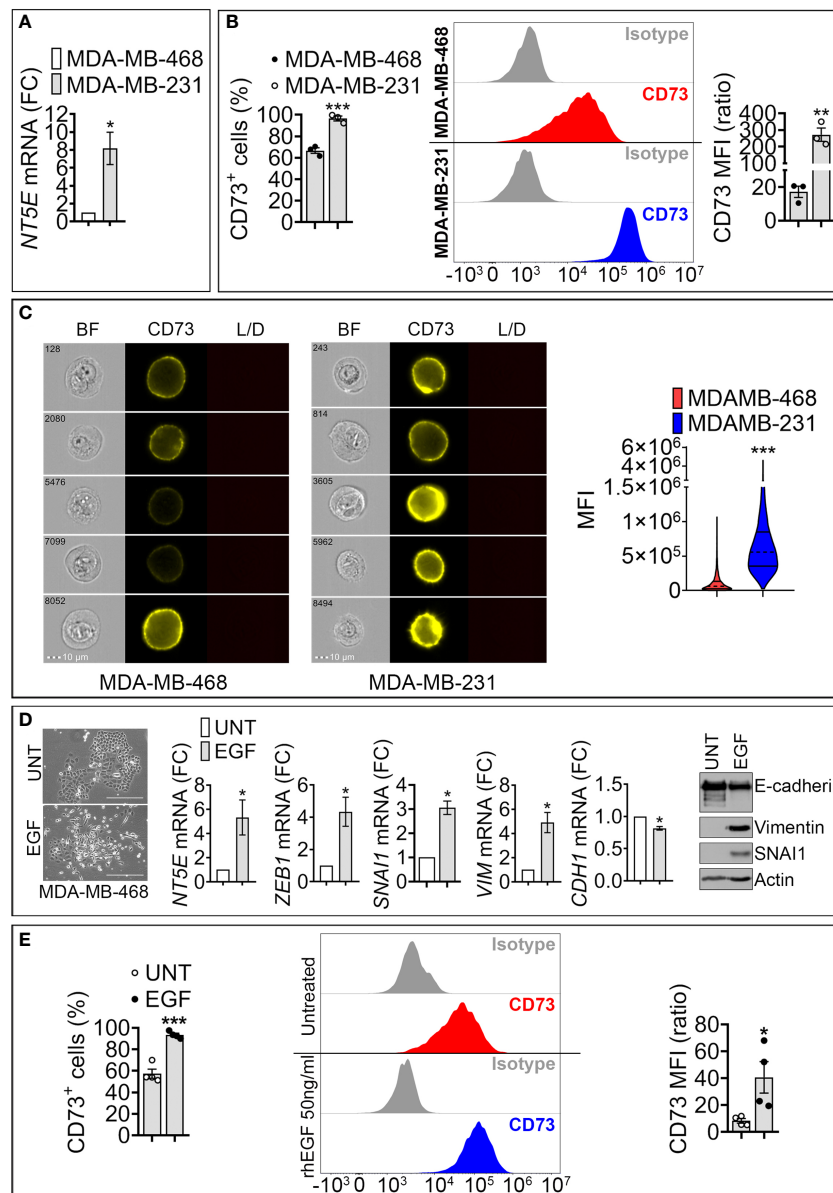 A
MDA-MB-468
MDA-MB-231
NT5E mRNA (FC)
12
10
8
6
4
2
0
*
B
MDA-MB-468
MDA-MB-231
CD73+ cells (%)
100
80
60
40
20
0
***
MDA-MB-468
MDA-MB-231
Isotype
CD73
Isotype
CD73
-10³ 0 10³ 10⁴ 10⁵ 10⁶ 10⁷
CD73 MFI (ratio)
400
300
200
100
20
0
**
C
BF CD73 L/D
128
2080
5476
7099
8052
10 µm
MDA-MB-468
BF CD73 L/D
243
814
3605
5962
8494
10 µm
MDA-MB-231
MDAMB-468
MDAMB-231
MFI
6×10⁶
4×10⁶
1.5×10⁶
1×10⁶
5×10⁵
0
***
D
UNT
EGF
MDA-MB-468
UNT
EGF
NT5E mRNA (FC)
8
6
4
2
0
*
ZEB1 mRNA (FC)
6
4
2
0
*
SNAI1 mRNA (FC)
4
3
2
1
0
*
VIM mRNA (FC)
8
6
4
2
0
*
CDH1 mRNA (FC)
1.5
1.0
0.5
0.0
*
UNT EGF
E-cadheri
Vimentin
SNAI1
Actin
E
UNT
EGF
CD73+ cells (%)
100
80
60
40
20
0
***
Untreated
rhEGF 50ng/ml
Isotype
CD73
Isotype
CD73
-10³ 0 10³ 10⁴ 10⁵ 10⁶ 10⁷
CD73 MFI (ratio)
80
60
40
20
0
*